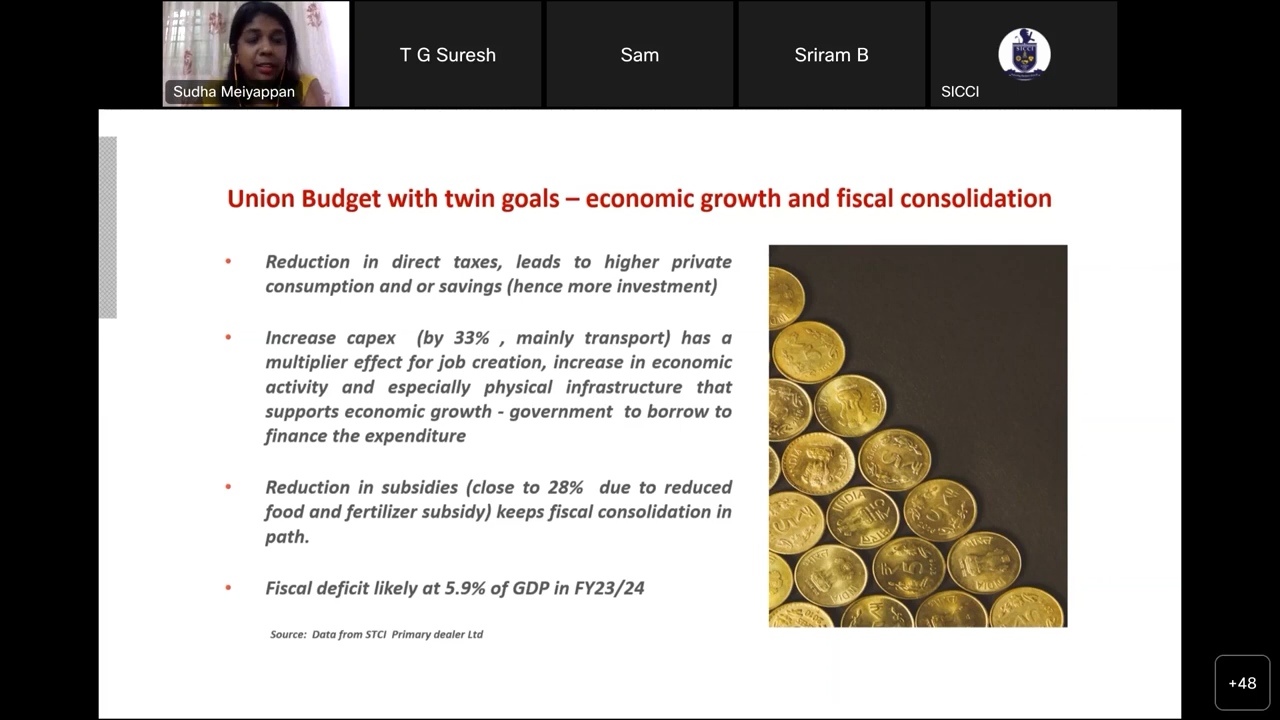 Sudha Meiyappan
T G Suresh
Sam
Sriram B
SICCI
SICCI
Union Budget with twin goals – economic growth and fiscal consolidation
• Reduction in direct taxes, leads to higher private
consumption and or savings (hence more investment)
• Increase capex (by 33% , mainly transport) has a
multiplier effect for job creation, increase in economic
activity and especially physical infrastructure that
supports economic growth - government to borrow to
finance the expenditure
• Reduction in subsidies (close to 28% due to reduced
food and fertilizer subsidy) keeps fiscal consolidation in
path.
• Fiscal deficit likely at 5.9% of GDP in FY23/24
Source: Data from STCI Primary dealer Ltd
INDIA
भारत
+48